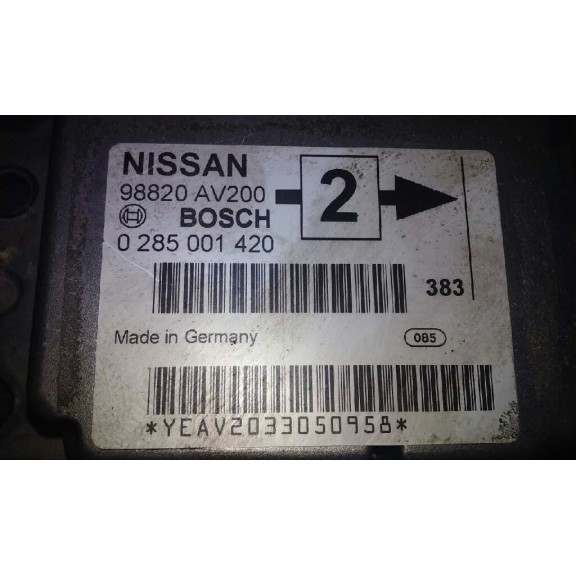 NISSAN
98820 AV200
2
BOSCH
0 285 001 420
383
Made in Germany
085
*YEAV2033050958*